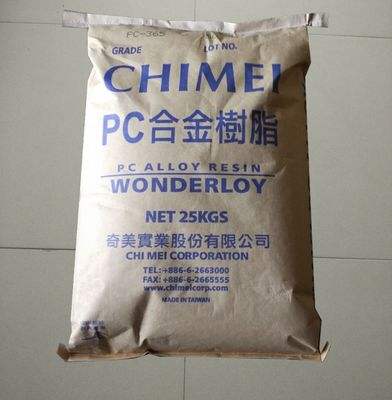 PC-365
GRADE LOT NO.
CHIMEI
PC合金樹脂
PC ALLOY RESIN
WONDERLOY
NET 25KGS
奇美實業股份有限公司
CHI MEI CORPORATION
TEL: +886-6-2663000
FAX: +886-6-2665555
www.chimeicorp.com
MADE IN TAIWAN